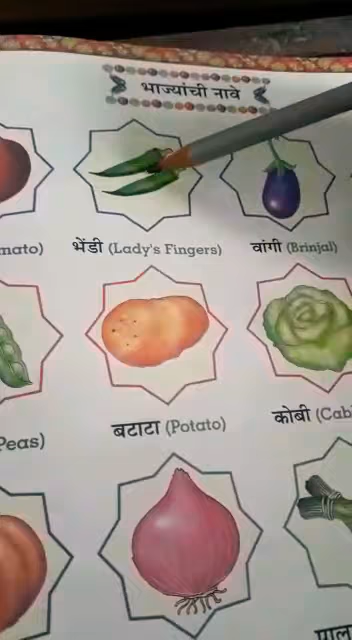 भाज्यांची नावे
mato) भेंडी (Lady's Fingers) वांगी (Brinjal)
Peas) बटाटा (Potato) कोबी (Cab
पाल